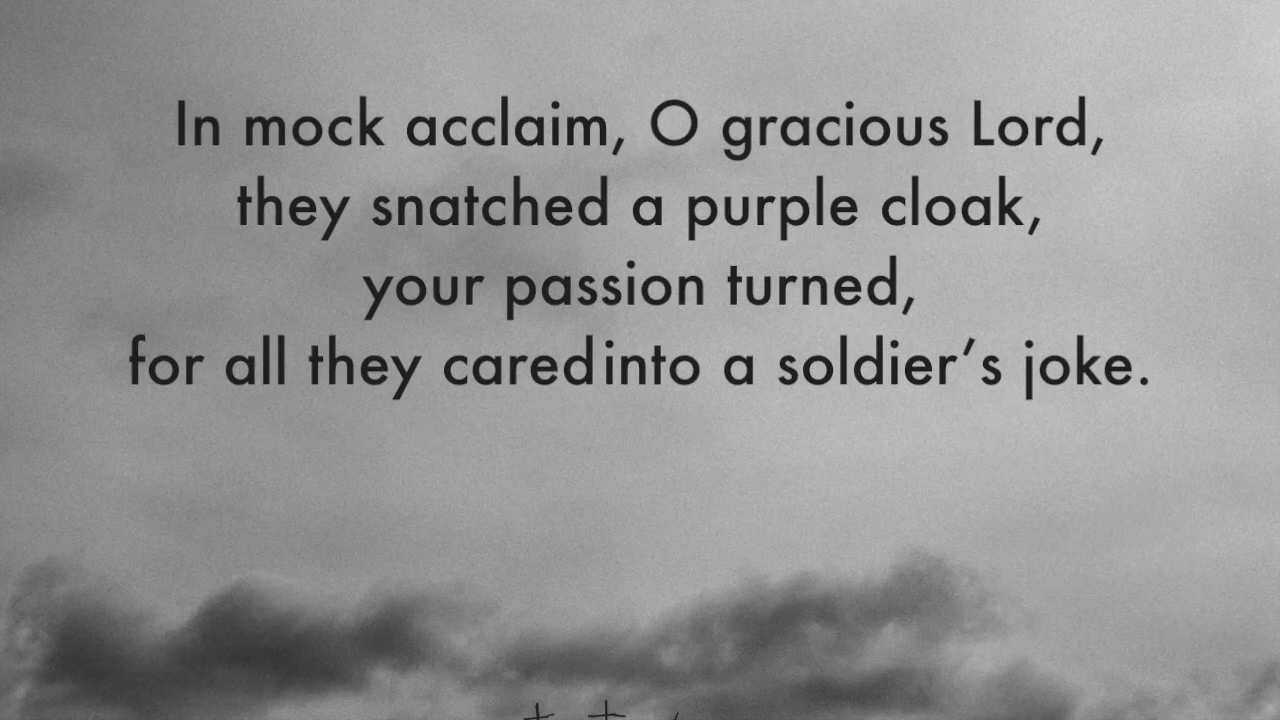 In mock acclaim, O gracious Lord,
they snatched a purple cloak,
your passion turned,
for all they caredinto a soldier’s joke.